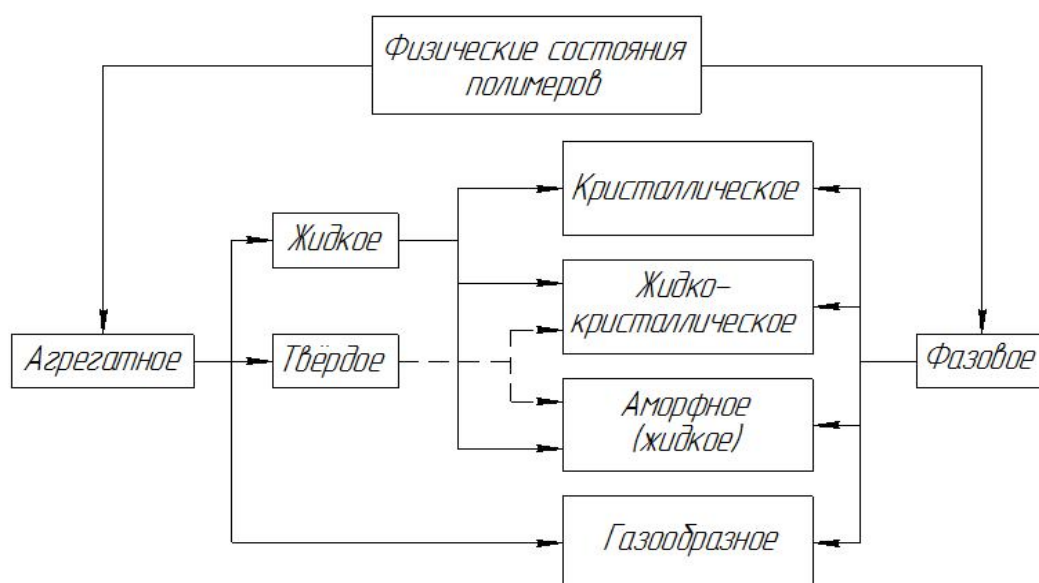 Физические состояния
полимеров
Кристаллическое
Жидкое
Жидко-
кристаллическое
Агрегатное
Твёрдое
Фазовое
Аморфное
(жидкое)
Газообразное